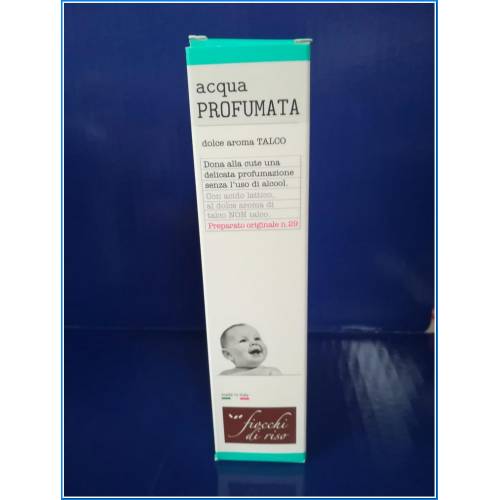 acqua
PROFUMATA
dolce aroma TALCO
Dona alla cute una
delicata profumazione
senza l'uso di alcool.
Con acido lattico,
al dolce aroma di
talco NON talco.
Preparato originale n.29
made in Italy
fiocchi
di riso